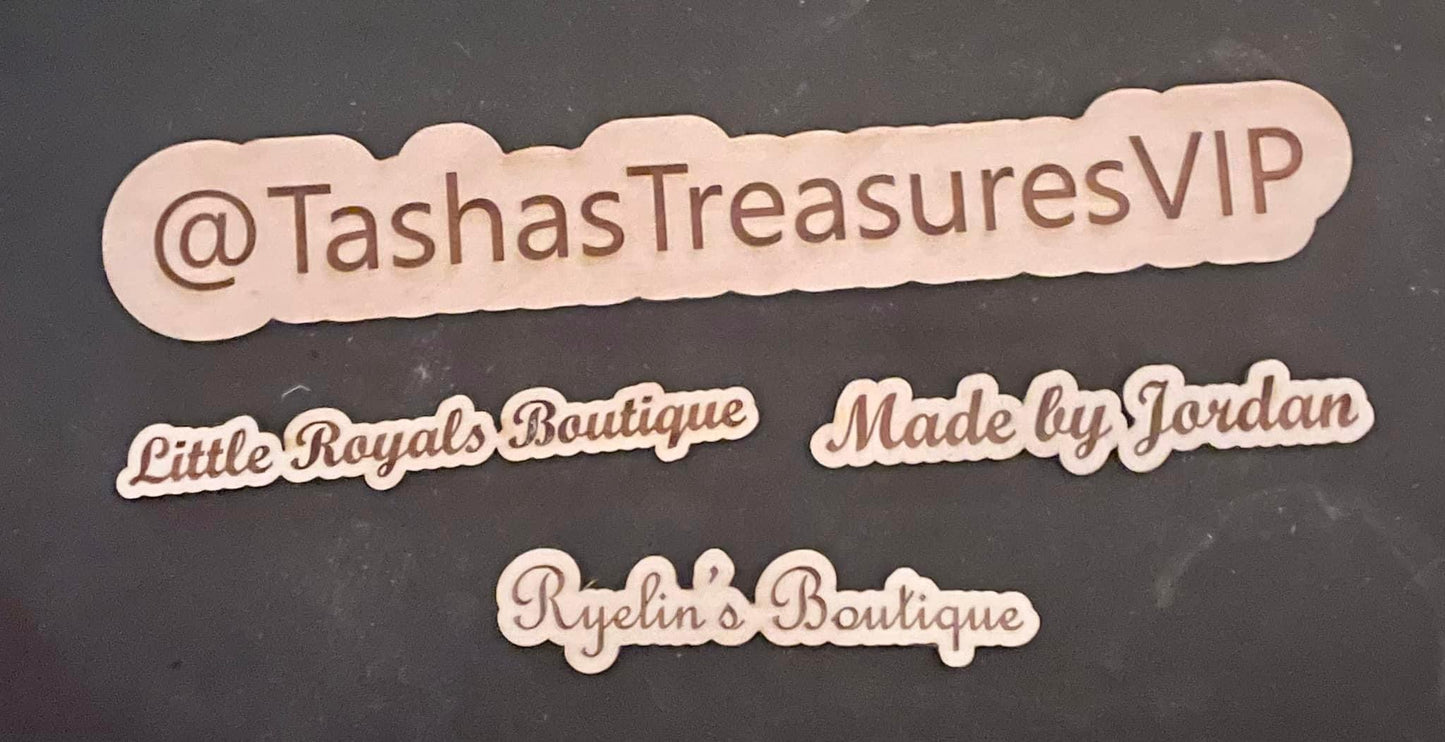 @TashasTreasuresVIP
Little Royals Boutique
Made by Jordan
Ryelin's Boutique